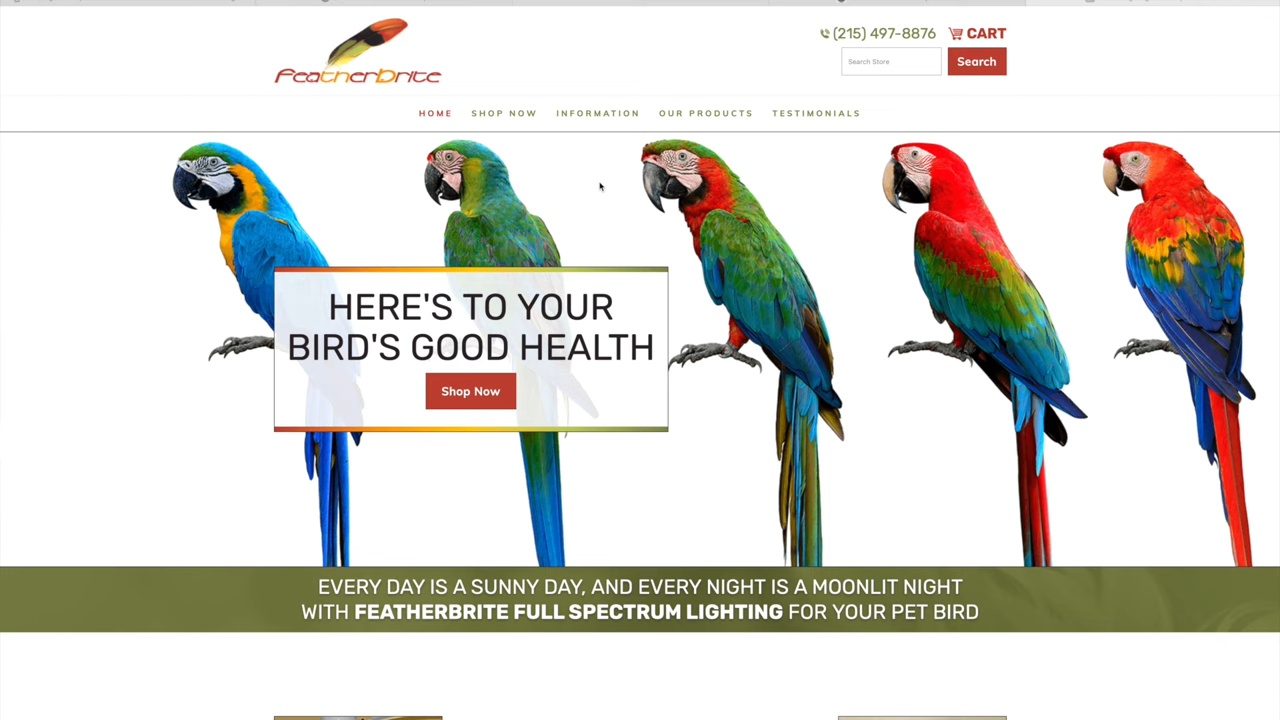 featherbrite
(215) 497-8876 CART
Search Store Search
HOME SHOP NOW INFORMATION OUR PRODUCTS TESTIMONIALS
HERE'S TO YOUR
BIRD'S GOOD HEALTH
Shop Now
EVERY DAY IS A SUNNY DAY, AND EVERY NIGHT IS A MOONLIT NIGHT
WITH FEATHERBRITE FULL SPECTRUM LIGHTING FOR YOUR PET BIRD